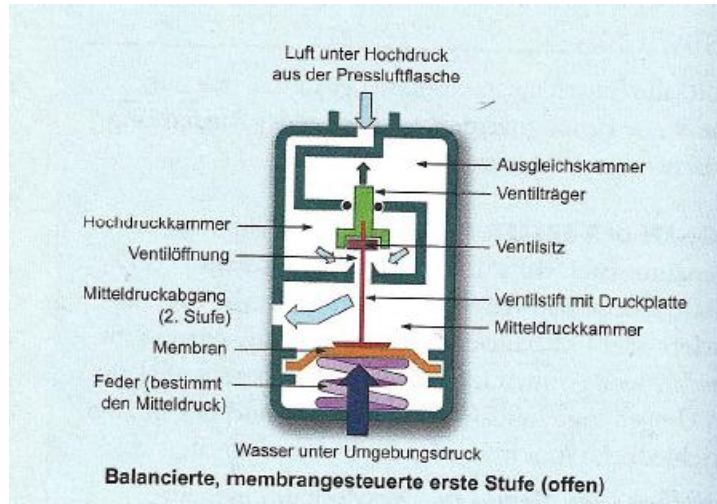 Luft unter Hochdruck
aus der Pressluftflasche
Ausgleichskammer
Ventilträger
Hochdruckkammer
Ventilöffnung
Ventilsitz
Mitteldruckabgang
(2. Stufe)
Ventilstift mit Druckplatte
Mitteldruckkammer
Membran
Feder (bestimmt
den Mitteldruck)
Wasser unter Umgebungsdruck
Balancierte, membrangesteuerte erste Stufe (offen)